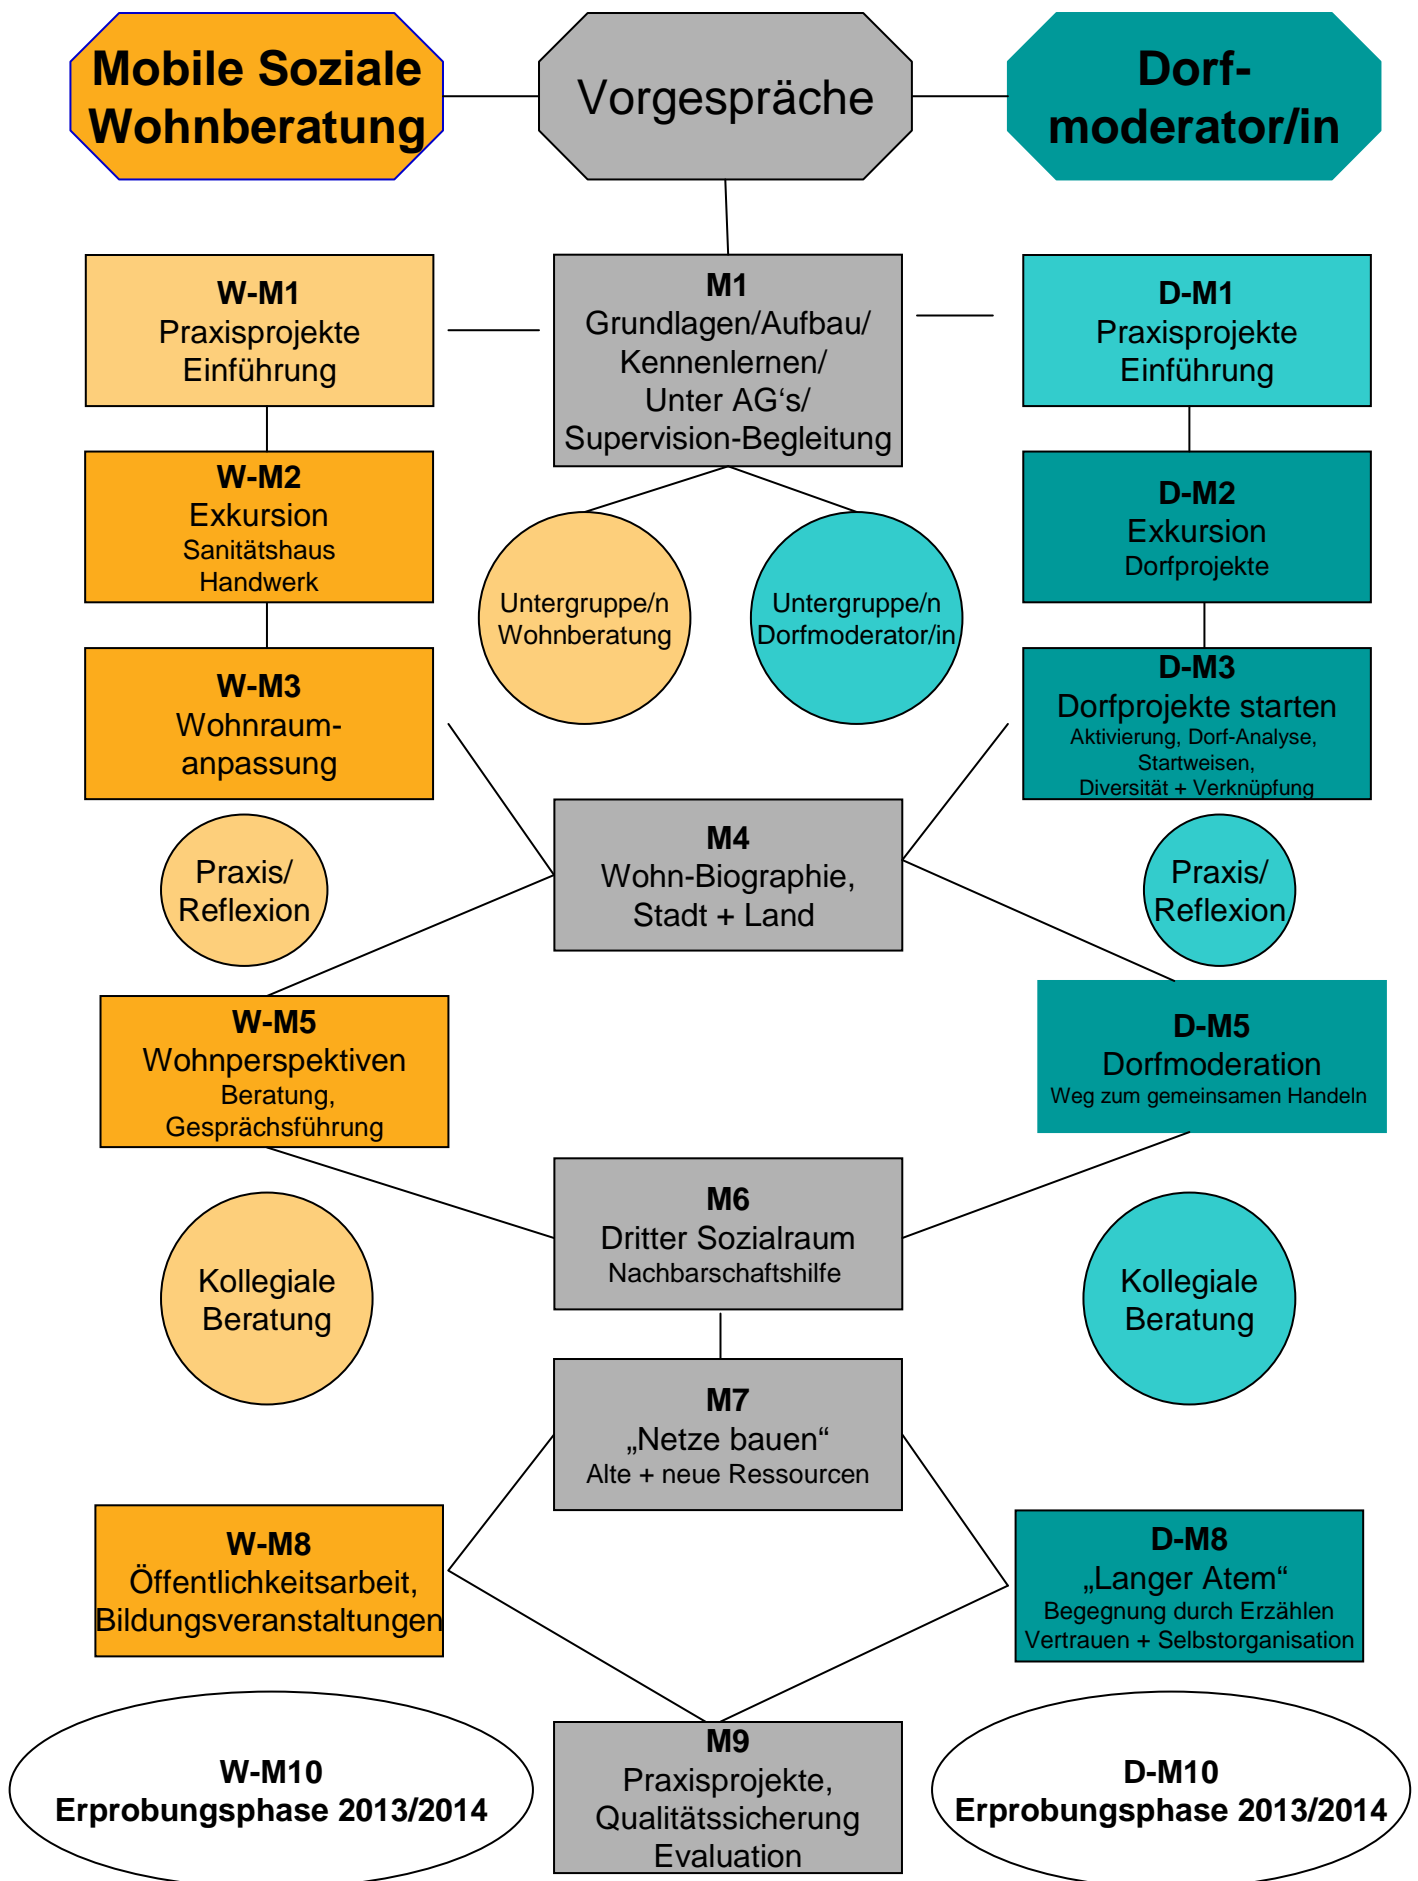 Mobile Soziale
Wohnberatung
Vorgespräche
Dorf-
moderator/in
W-M1
Praxisprojekte
Einführung
M1
Grundlagen/Aufbau/
Kennenlernen/
Unter AG‘s/
Supervision-Begleitung
D-M1
Praxisprojekte
Einführung
W-M2
Exkursion
Sanitätshaus
Handwerk
Untergruppe/n
Wohnberatung
Untergruppe/n
Dorfmoderator/in
D-M2
Exkursion
Dorfprojekte
W-M3
Wohnraum-
anpassung
D-M3
Dorfprojekte starten
Aktivierung, Dorf-Analyse,
Startweisen,
Diversität + Verknüpfung
Praxis/
Reflexion
M4
Wohn-Biographie,
Stadt + Land
Praxis/
Reflexion
W-M5
Wohnperspektiven
Beratung,
Gesprächsführung
D-M5
Dorfmoderation
Weg zum gemeinsamen Handeln
M6
Dritter Sozialraum
Nachbarschaftshilfe
Kollegiale
Beratung
Kollegiale
Beratung
M7
„Netze bauen“
Alte + neue Ressourcen
W-M8
Öffentlichkeitsarbeit,
Bildungsveranstaltungen
D-M8
„Langer Atem“
Begegnung durch Erzählen
Vertrauen + Selbstorganisation
W-M10
Erprobungsphase 2013/2014
M9
Praxisprojekte,
Qualitätssicherung
Evaluation
D-M10
Erprobungsphase 2013/2014